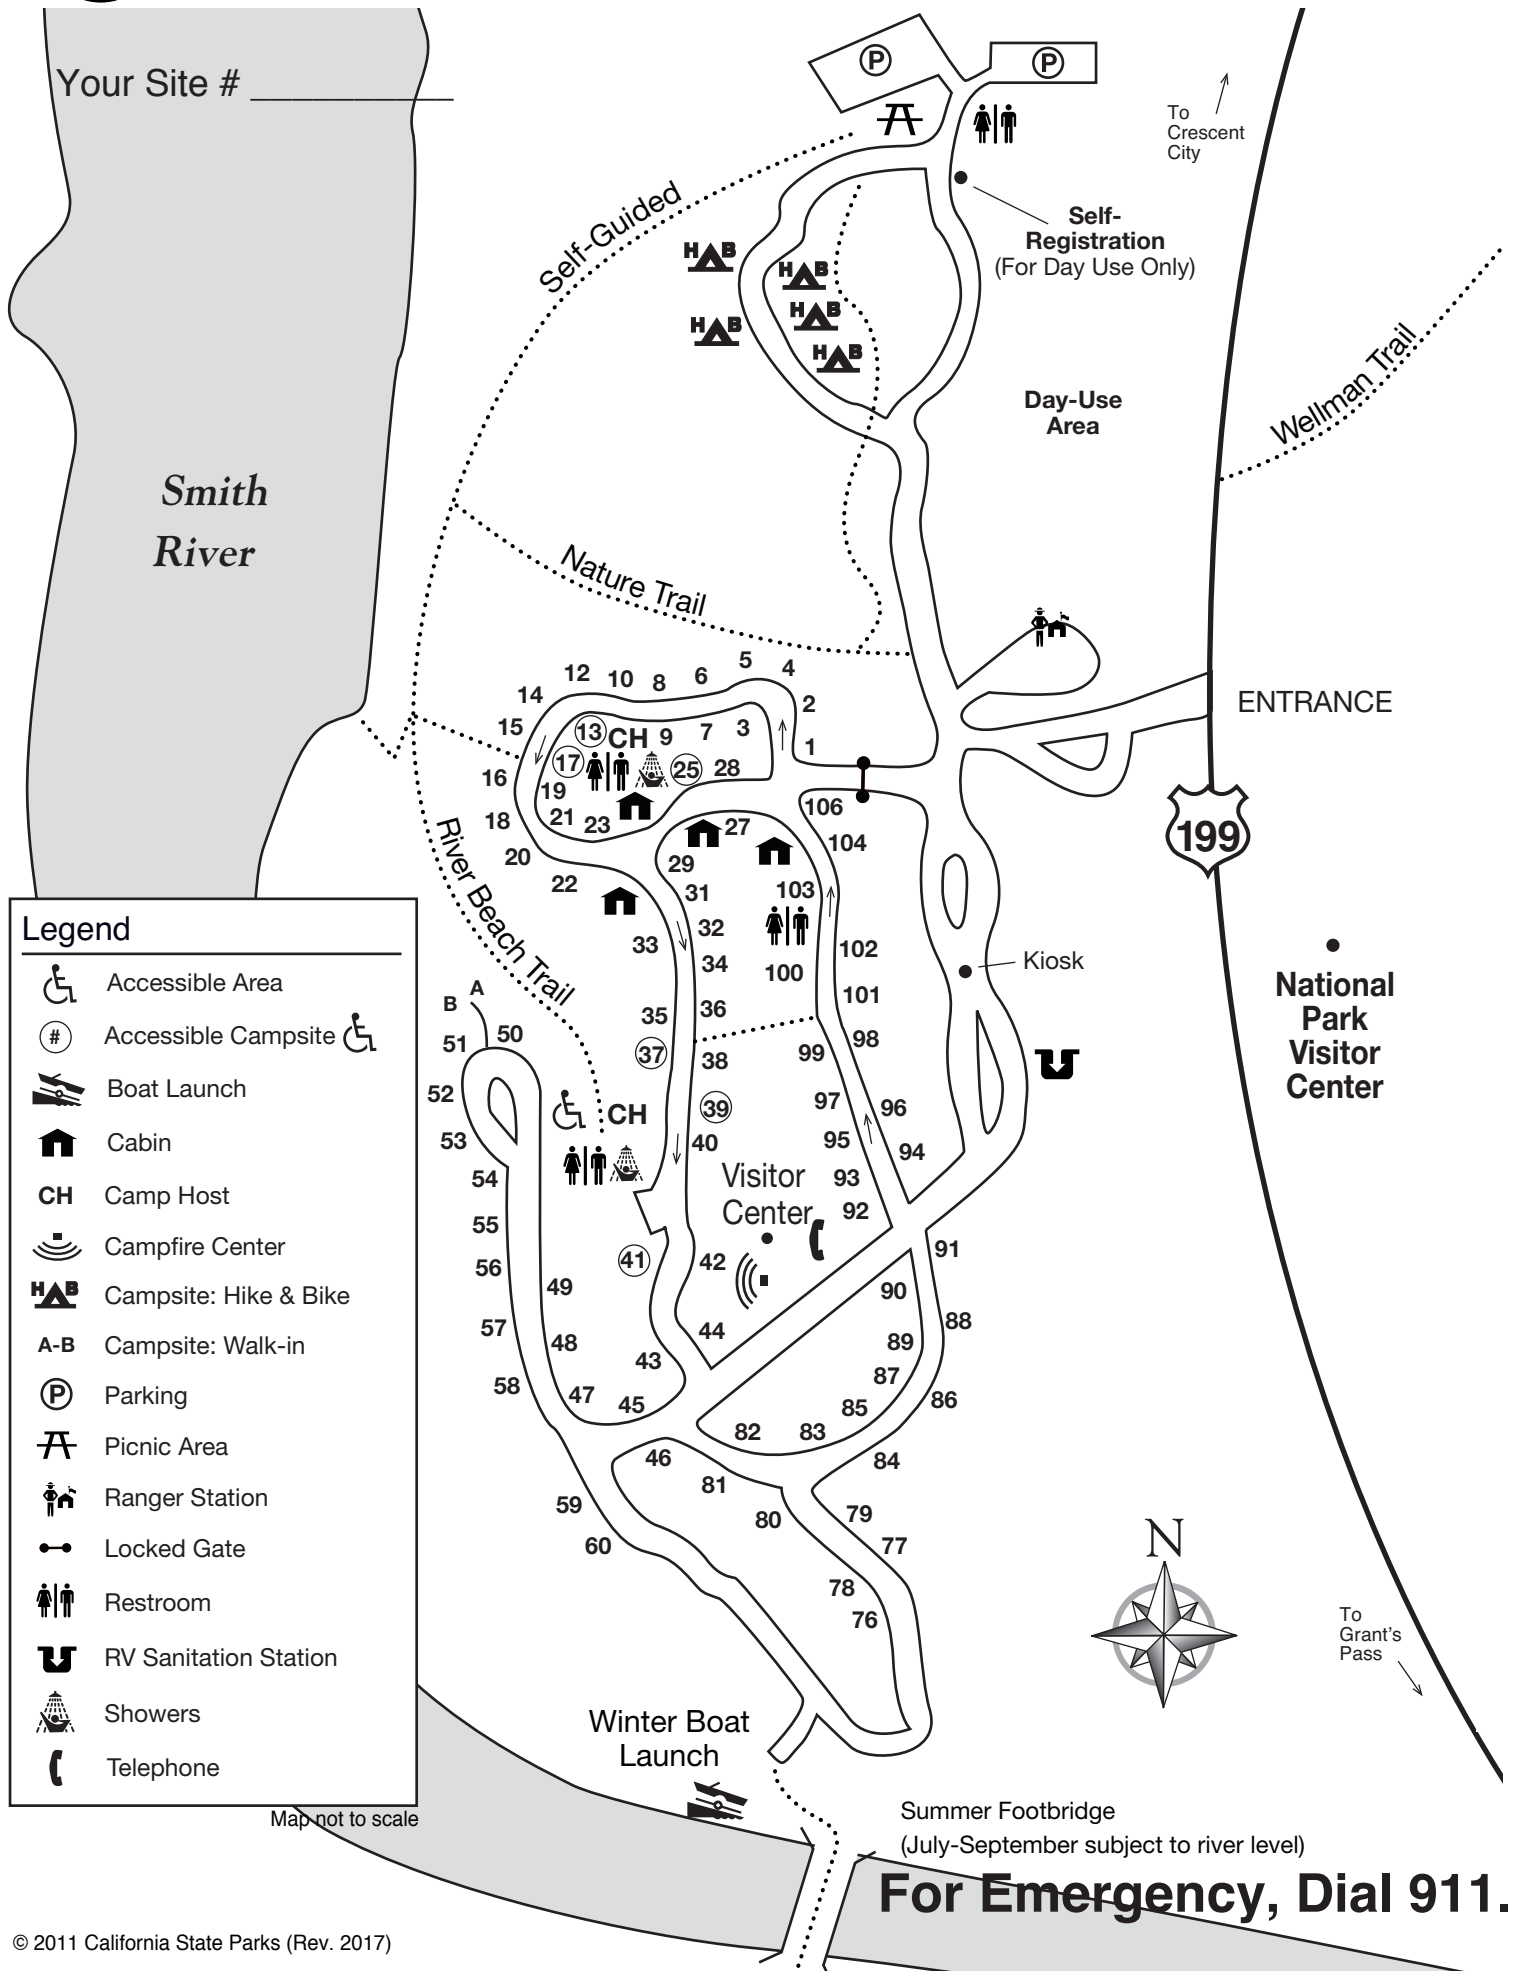 Your Site # ___________
P
P
To
Crescent
City
Self-Guided
Self-
Registration
(For Day Use Only)
H B
H B
H B
H B
H B
Day-Use
Area
Wellman Trail
Smith
River
Nature Trail
ENTRANCE
5
4
12
10
8
6
14
2
15
13
CH
9
7
3
1
17
25
28
16
19
106
18
21
23
27
104
199
20
29
22
31
103
River Beach Trail
32
33
102
34
100
Kiosk
National
Park
Visitor
Center
101
35
36
98
37
38
99
A
B
50
51
52
53
54
55
56
57
58
CH
39
97
96
40
95
94
Visitor
Center
93
92
91
41
42
90
49
88
44
48
89
43
87
47
45
86
85
82
83
46
84
81
59
79
80
60
77
78
76
N
To
Grant's
Pass
Legend
Accessible Area
# Accessible Campsite
Boat Launch
Cabin
CH Camp Host
Campfire Center
H B Campsite: Hike & Bike
A-B Campsite: Walk-in
P Parking
Picnic Area
Ranger Station
Locked Gate
Restroom
RV Sanitation Station
Showers
Telephone
Map not to scale
Winter Boat
Launch
Summer Footbridge
(July-September subject to river level)
For Emergency, Dial 911.
© 2011 California State Parks (Rev. 2017)